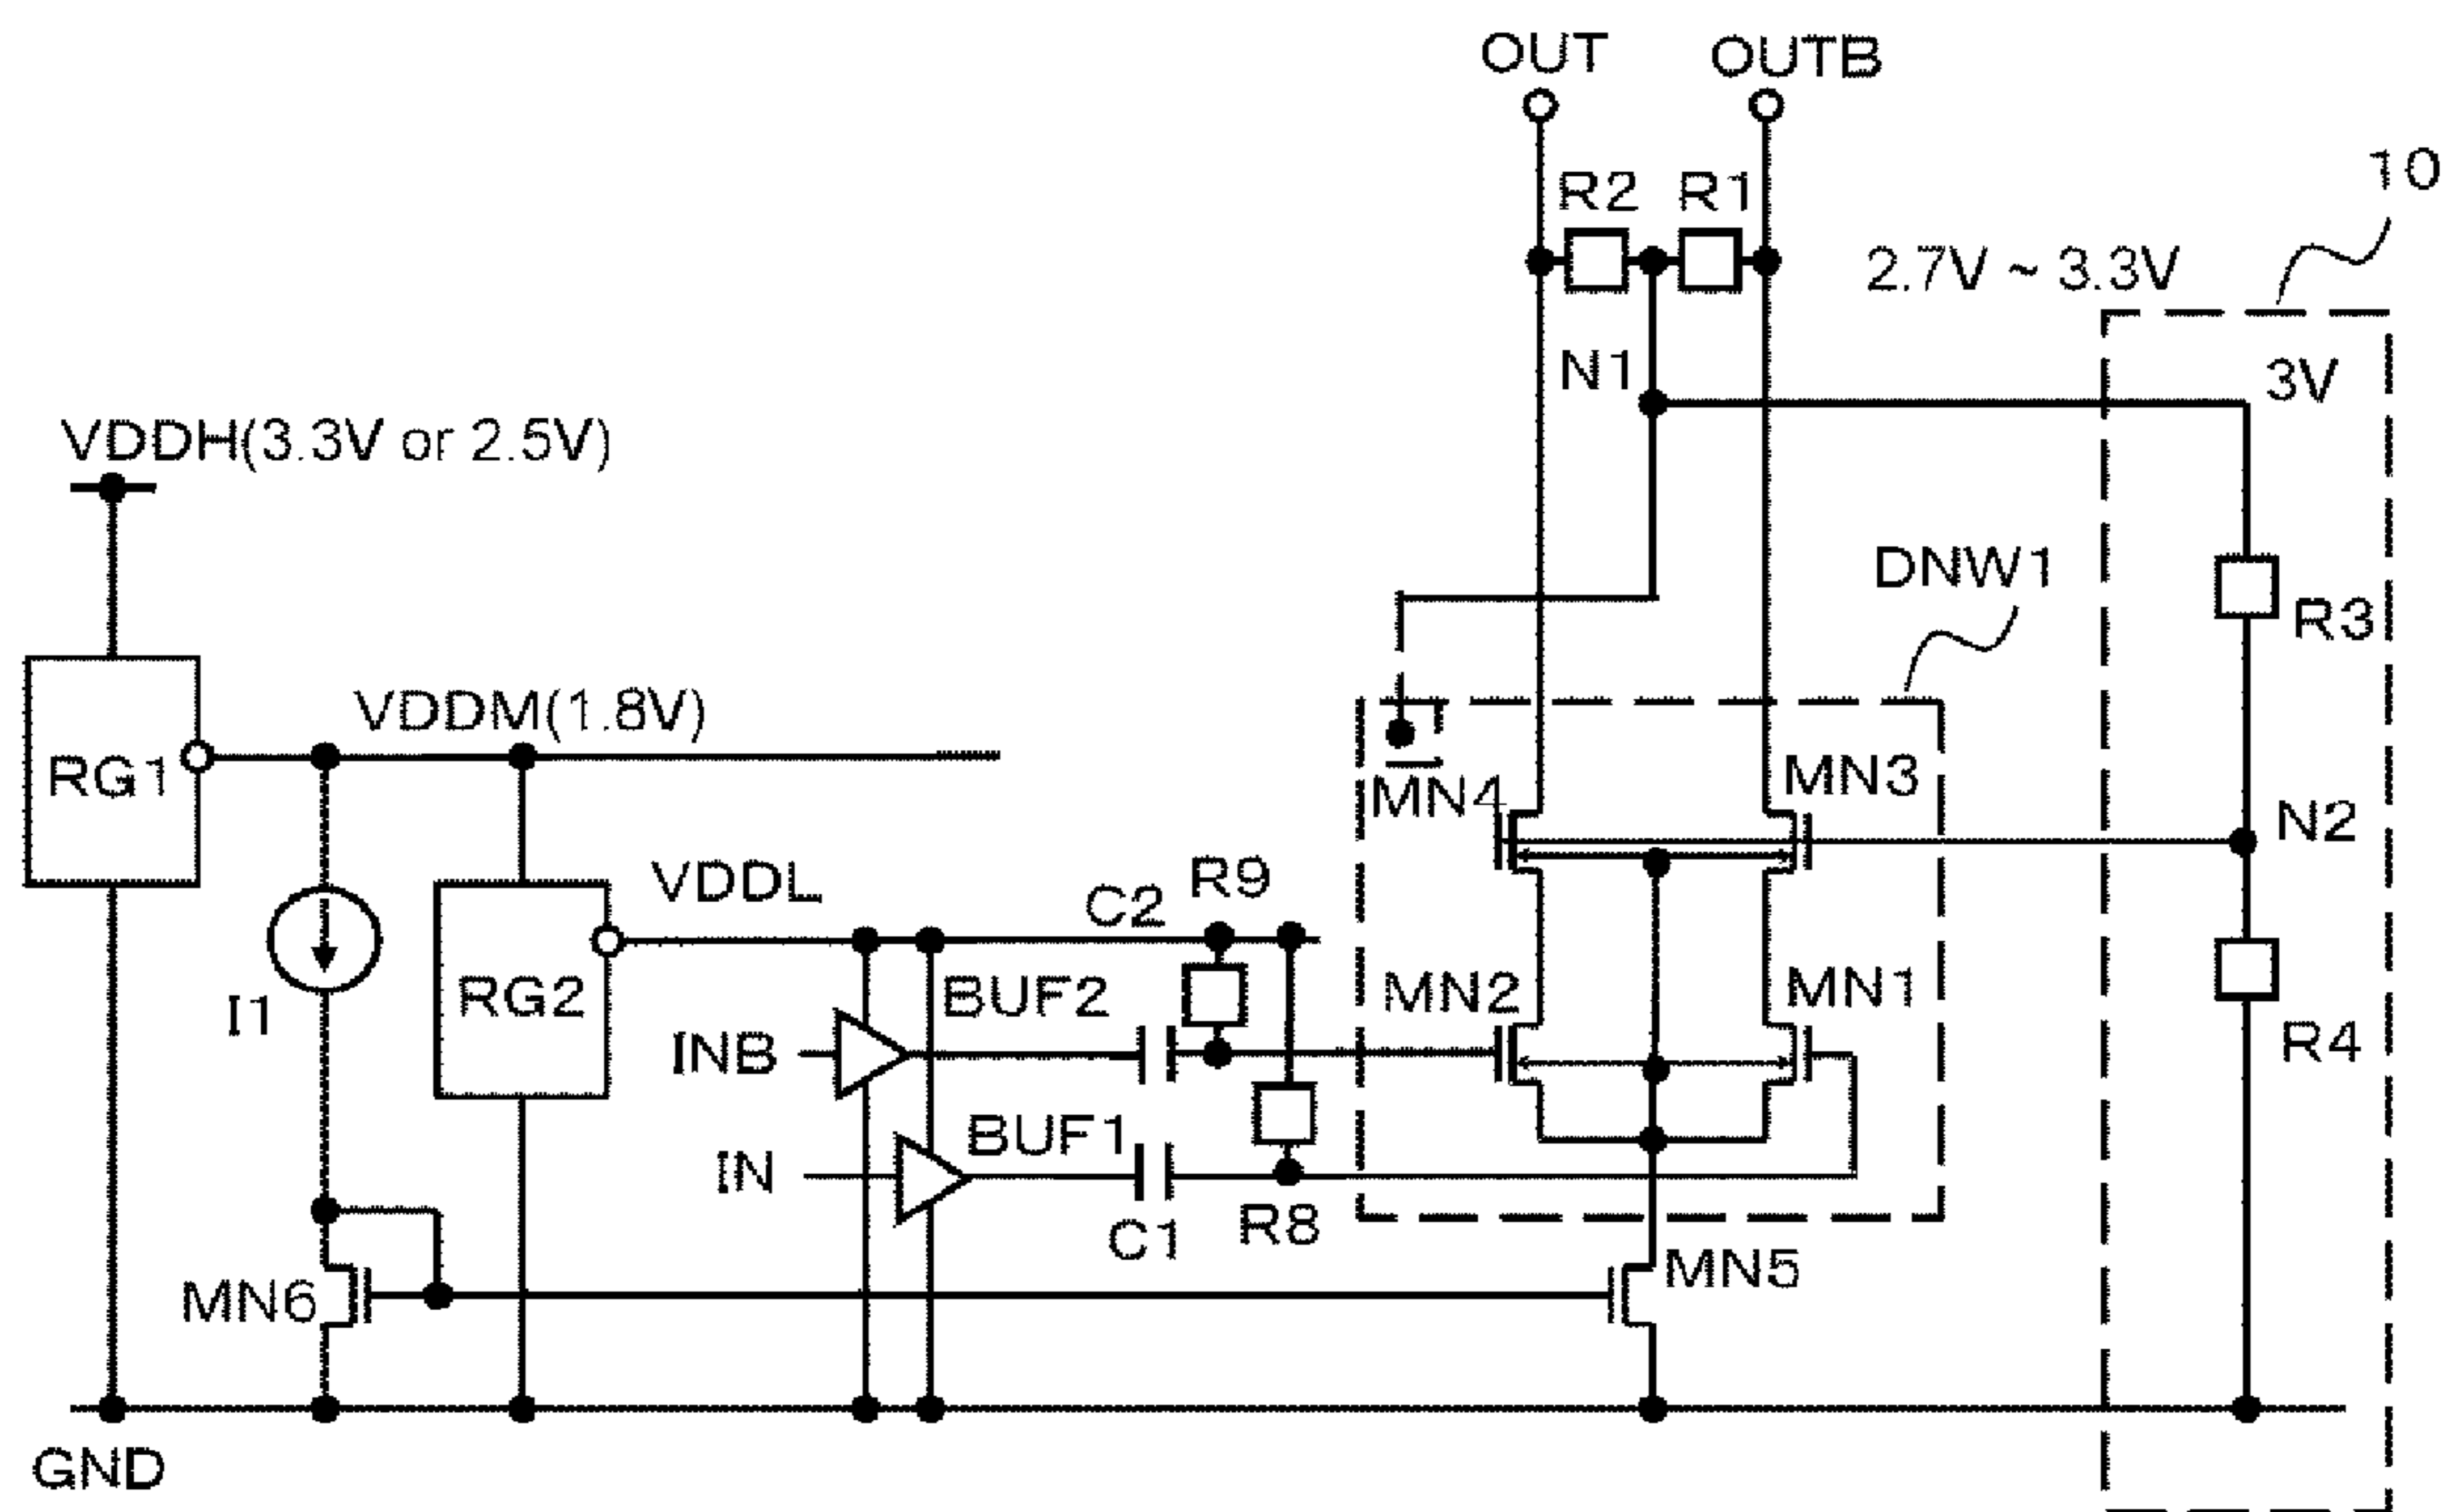 OUT OUTB
10
R2 R1
2.7V ~ 3.3V
N1
3V
VDDH(3.3V or 2.5V)
DNW1
R3
VDDM(1.8V)
RG1
MN4
MN3
N2
VDDL
C2
R9
I1
RG2
BUF2
MN2
MN1
INB
R4
BUF1
IN
C1
R8
MN6
MN5
GND